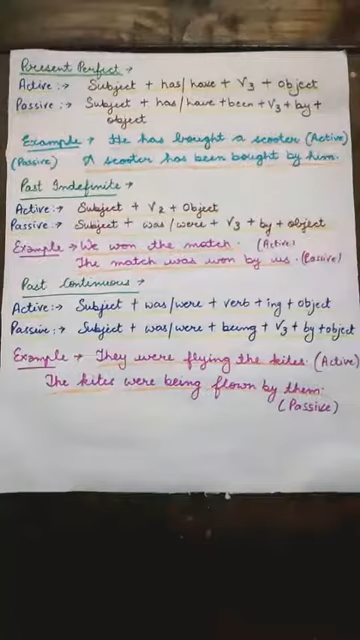 Present Perfect →
Active :→ Subject + has/have + V3 + object
Passive :→ Subject + has/have + been + V3 + by +
object
Example → He has bought a scooter (Active)
(Passive) A scooter has been bought by him.
Past Indefinite →
Active :→ Subject + V2 + Object
Passive :→ Subject + was/were + V3 + by + object
Example → We won the match. (Active)
The match was won by us. (Passive)
Past Continuous →
Active :→ Subject + was/were + verb + ing + object
Passive :→ Subject + was/were + being + V3 + by + object
Example → They were flying the kites. (Active)
The kites were being flown by them.
(Passive)